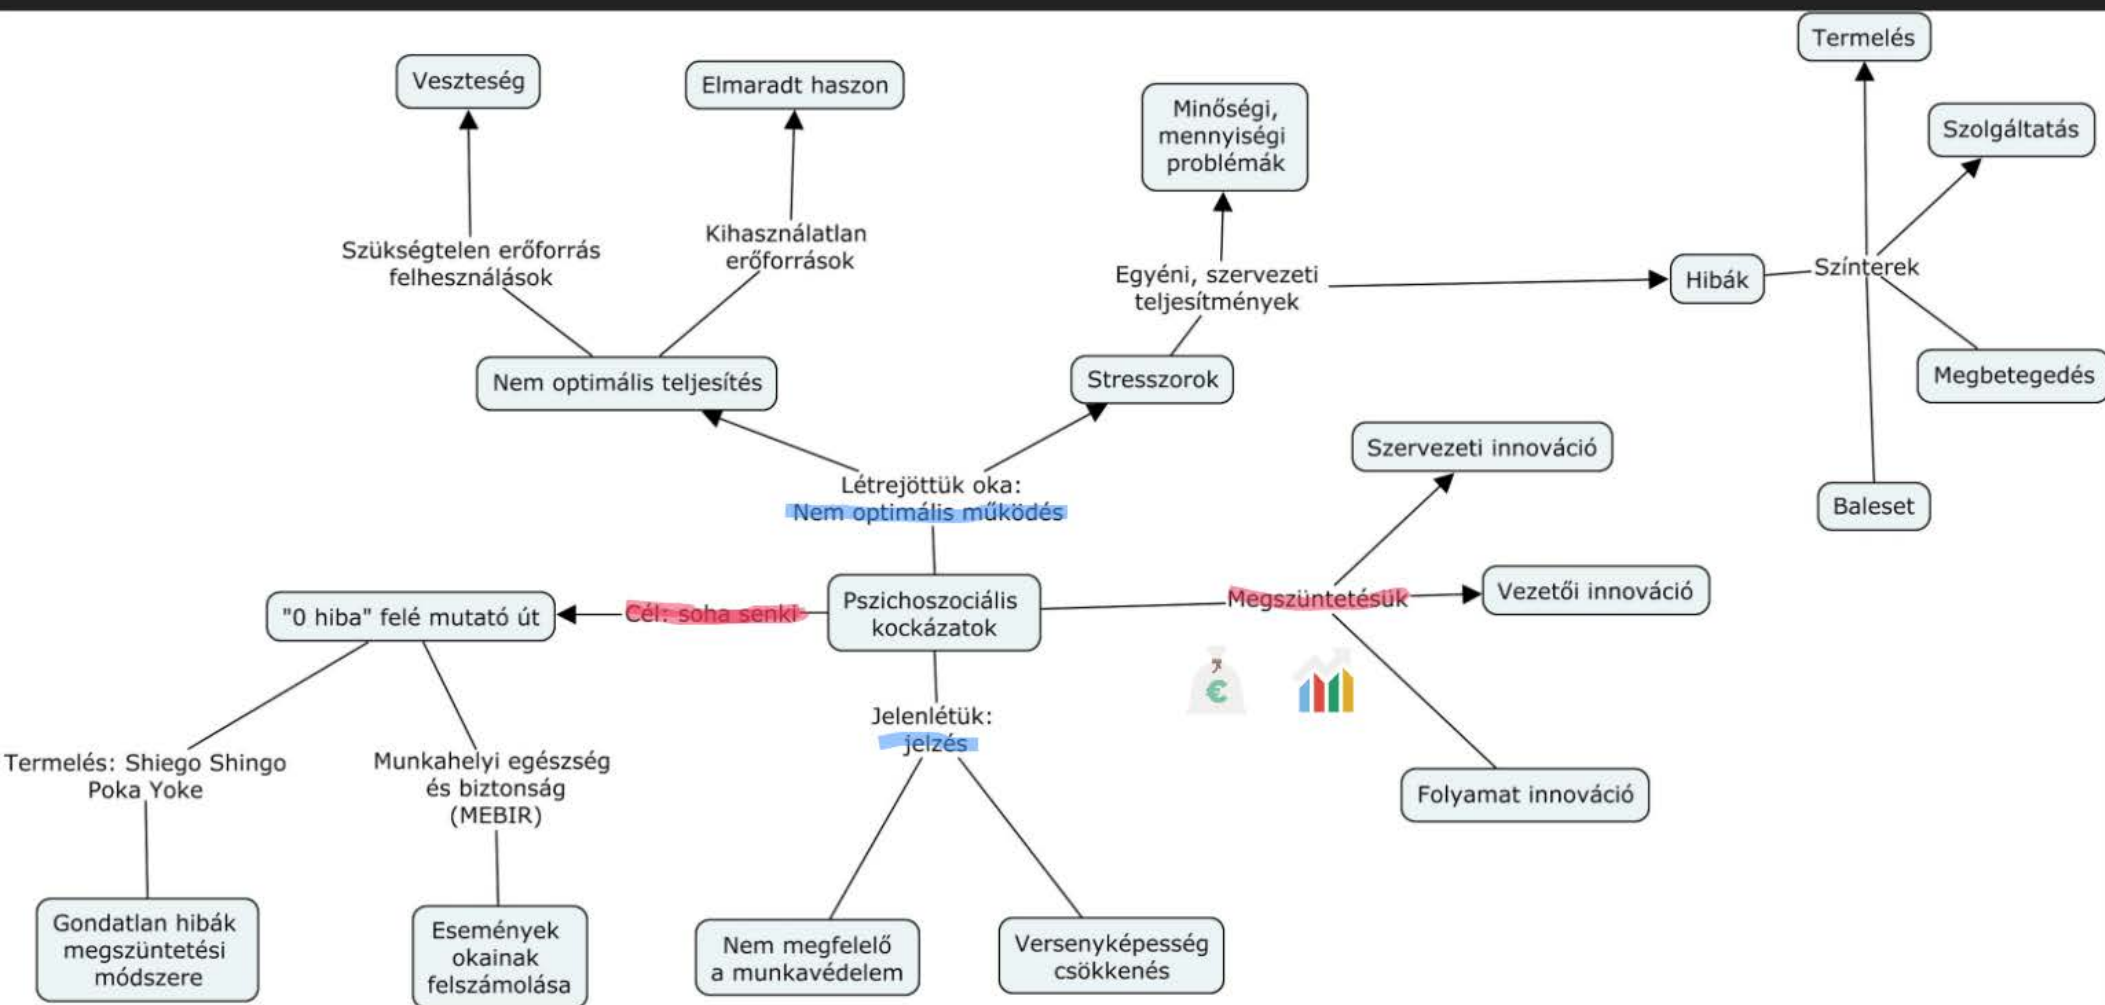 Termelés
Veszteség
Elmaradt haszon
Minőségi,
mennyiségi
problémák
Szolgáltatás
Szükségtelen erőforrás
felhesználások
Kihasználatlan
erőforrások
Egyéni, szervezeti
teljesítmények
Hibák
Színterek
Nem optimális teljesítés
Stresszorok
Megbetegedés
Szervezeti innováció
Létrejöttük oka:
Nem optimális működés
Baleset
"0 hiba" felé mutató út
Cél: soha senki
Pszichoszociális
kockázatok
Megszüntetésük
Vezetői innováció
€
Jelenlétük:
jelzés
Termelés: Shiego Shingo
Poka Yoke
Munkahelyi egészség
és biztonság
(MEBIR)
Folyamat innováció
Gondatlan hibák
megszüntetési
módszere
Események
okainak
felszámolása
Nem megfelelő
a munkavédelem
Versenyképesség
csökkenés